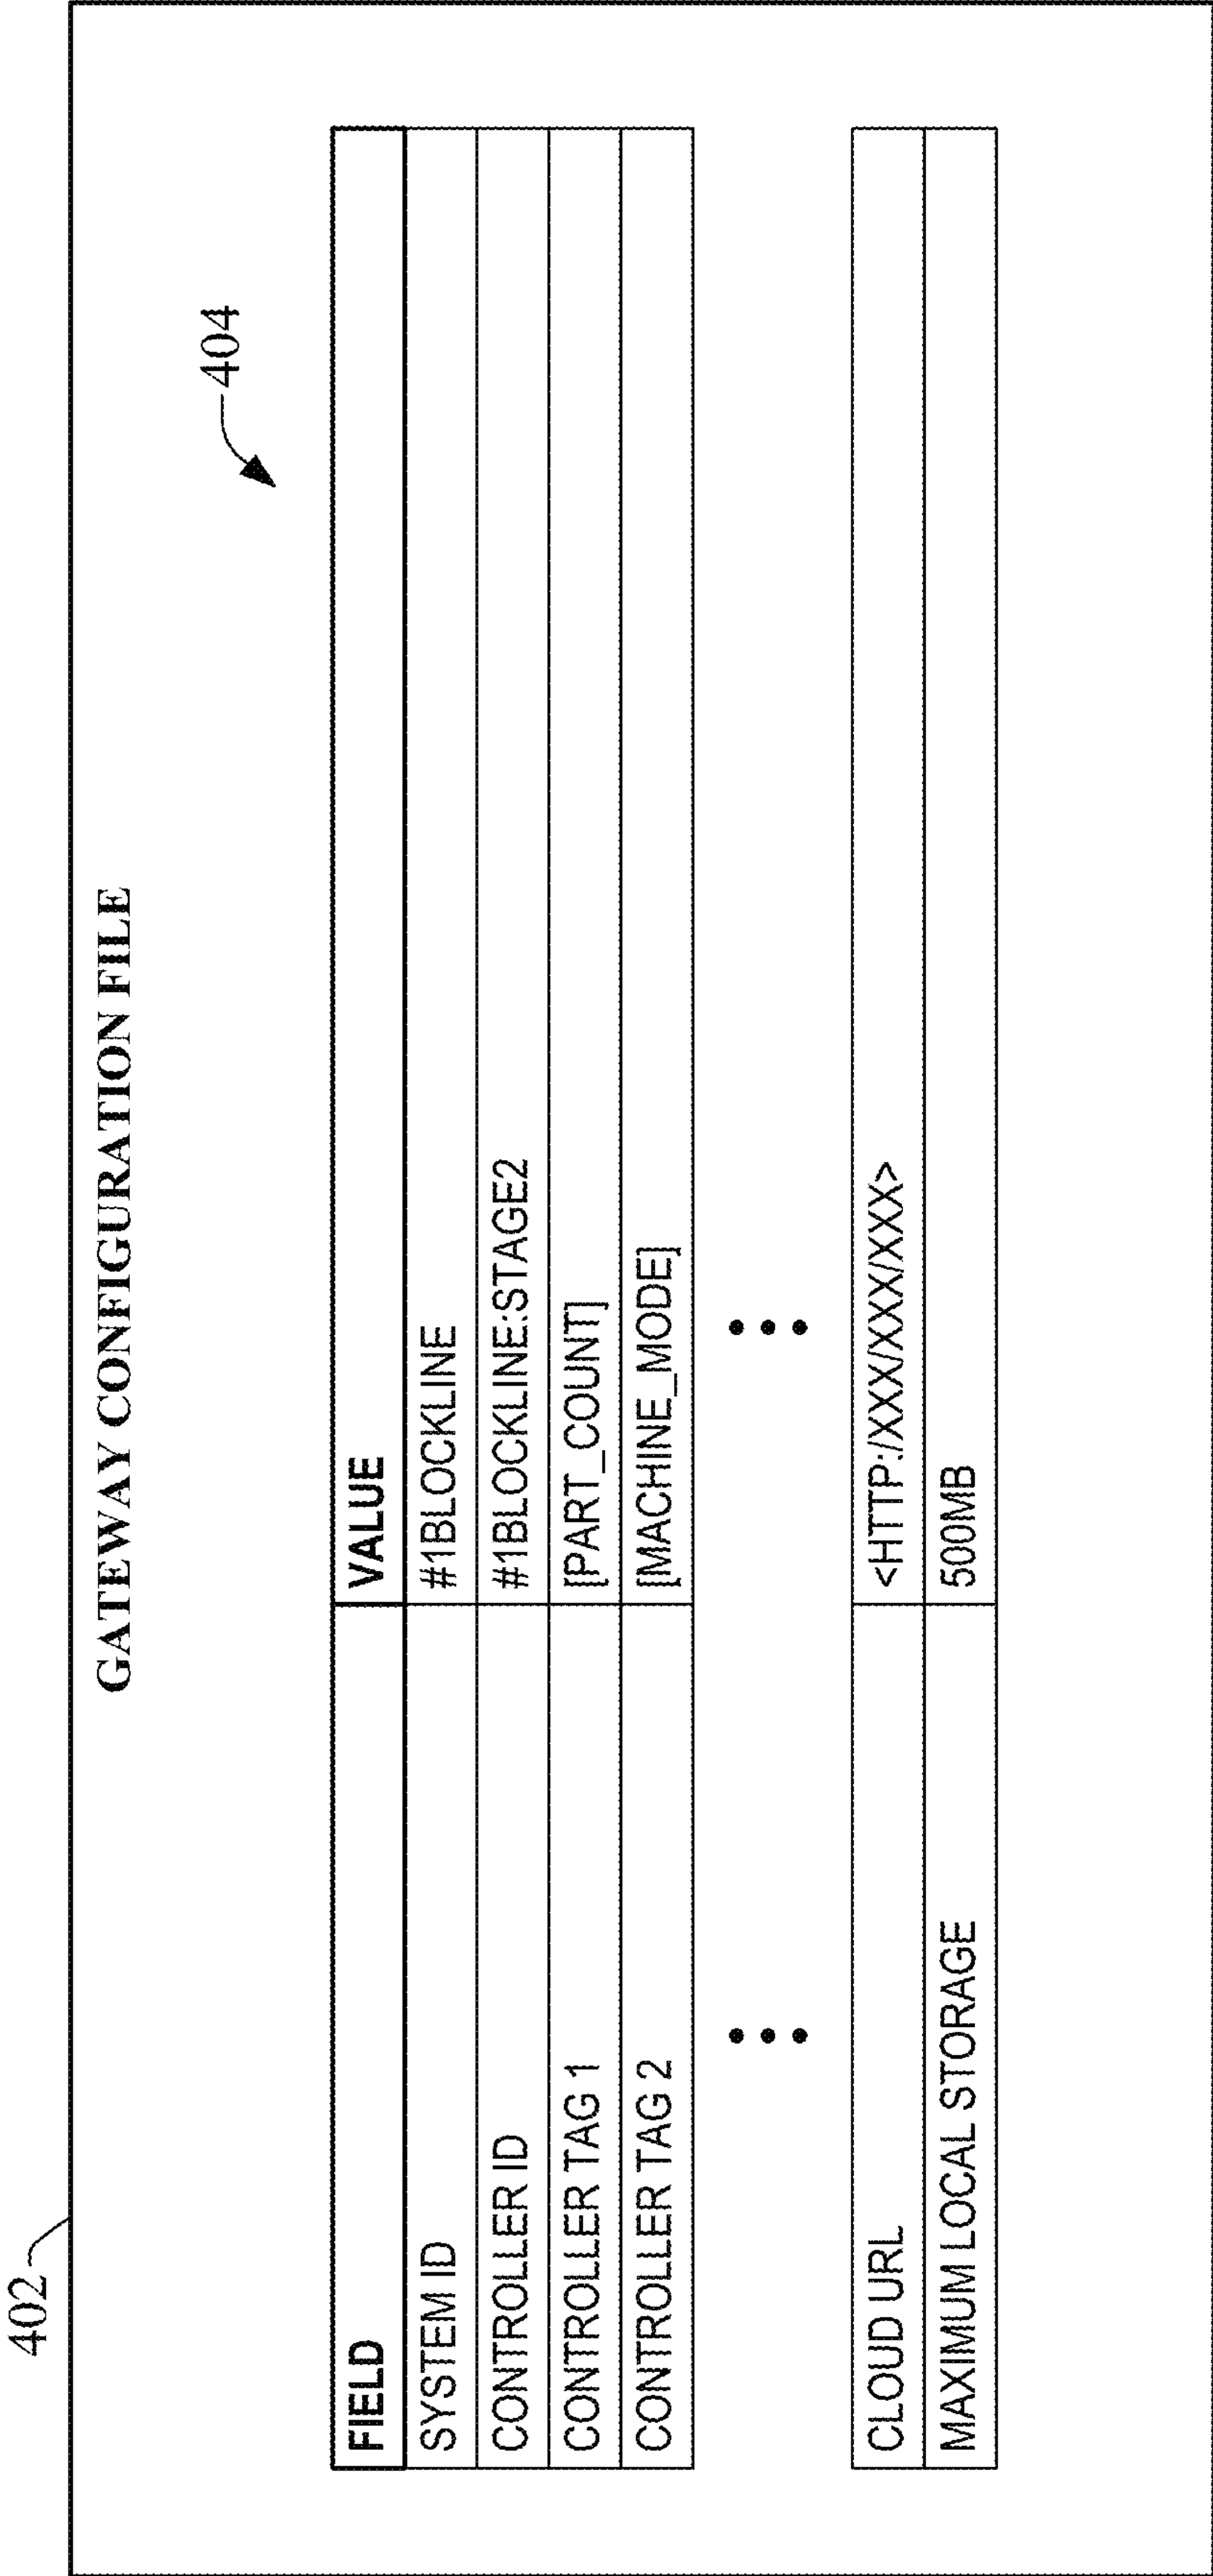 402
GATEWAY CONFIGURATION FILE
404
FIELD VALUE
SYSTEM ID #1BLOCKLINE
CONTROLLER ID #1BLOCKLINE:STAGE2
CONTROLLER TAG 1 [PART_COUNT]
CONTROLLER TAG 2 [MACHINE_MODE]
CLOUD URL <HTTP:/XXX/XXX/XXX>
MAXIMUM LOCAL STORAGE 500MB